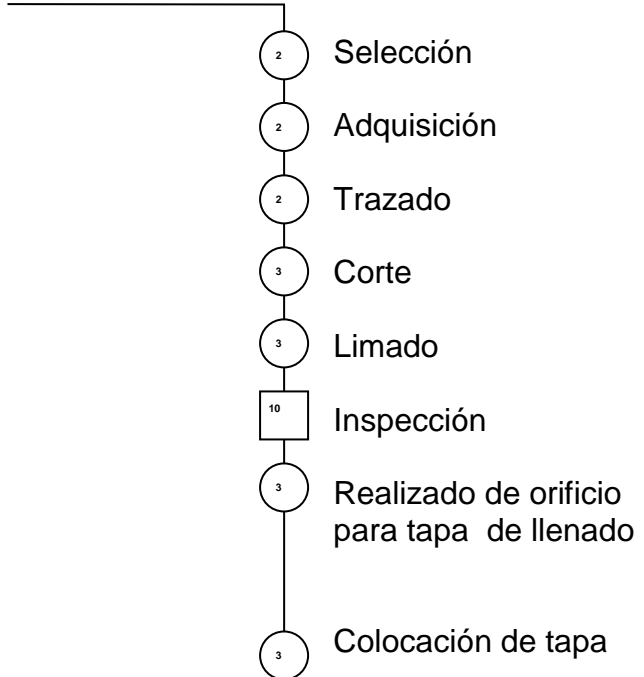 2 Selección
2 Adquisición
2 Trazado
3 Corte
3 Limado
10 Inspección
3 Realizado de orificio
para tapa de llenado
3 Colocación de tapa